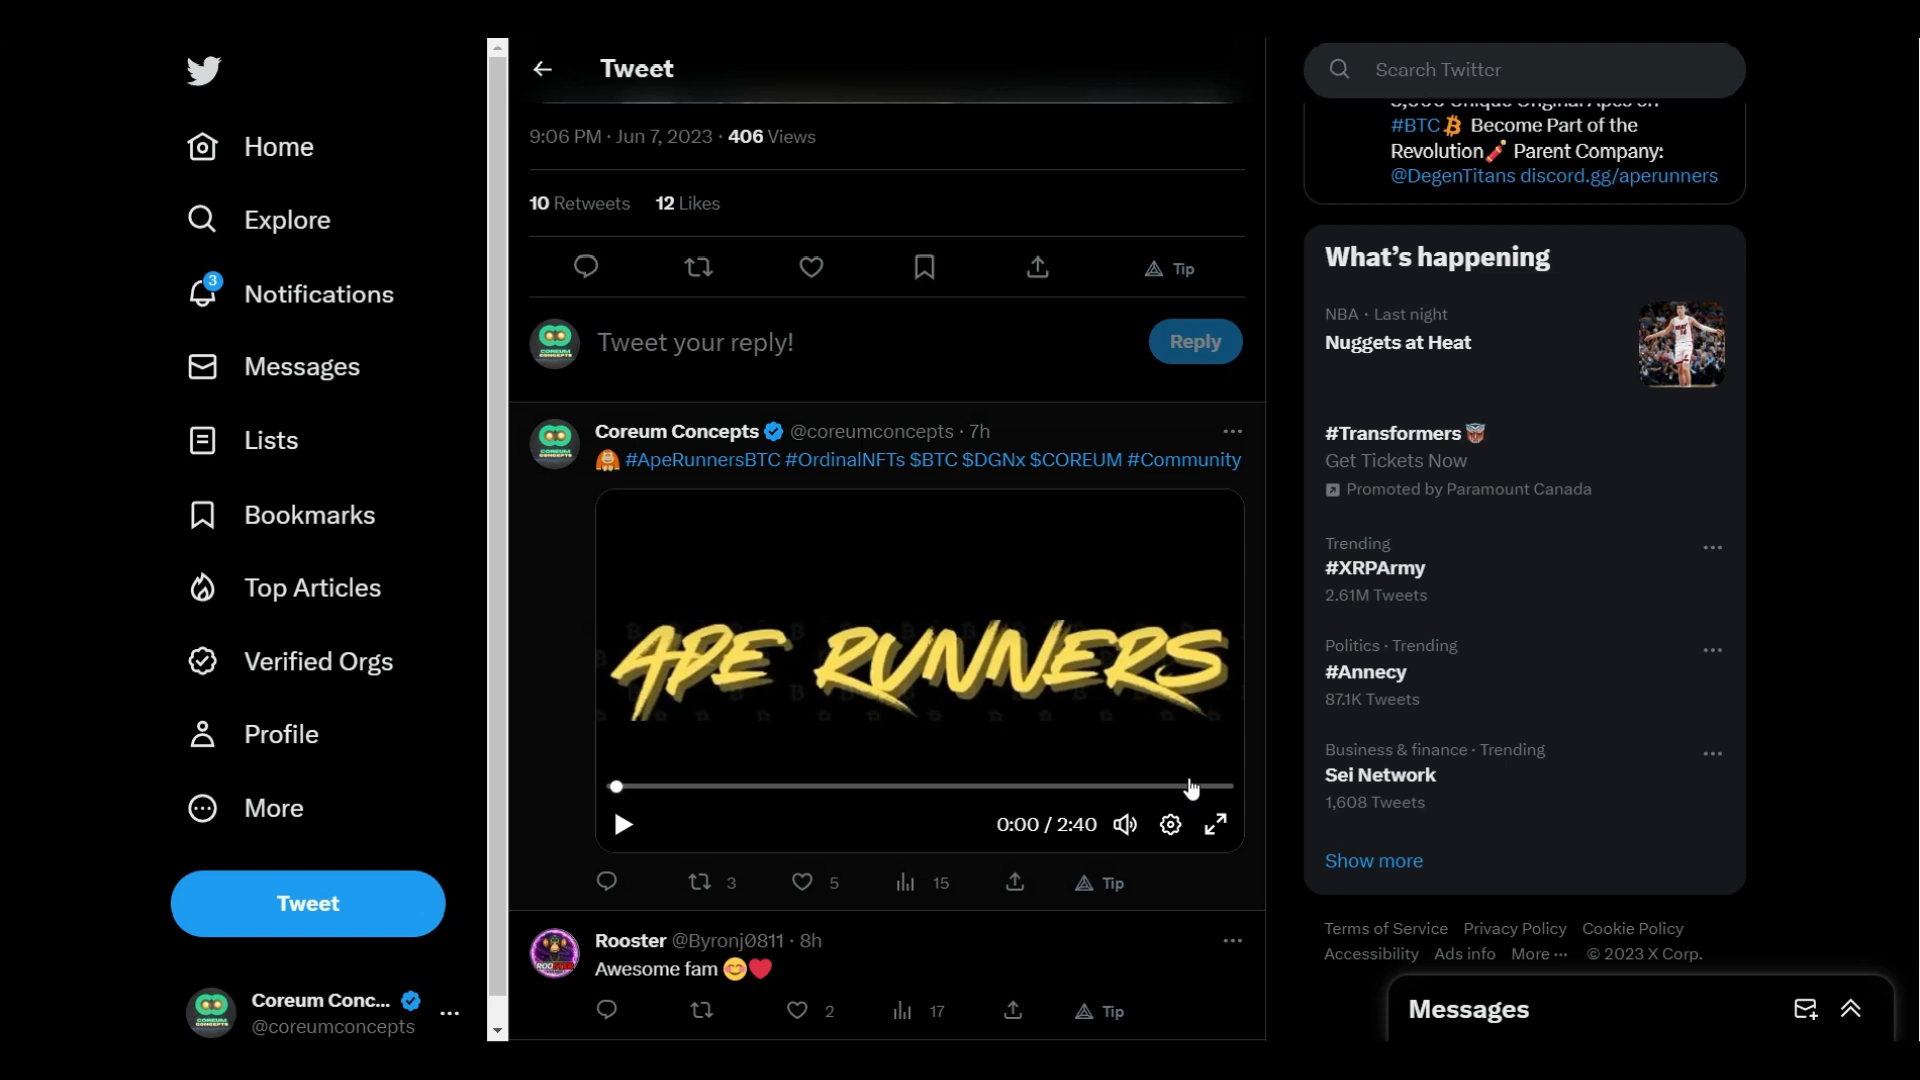 Home
Explore
3
Notifications
Messages
Lists
Bookmarks
Top Articles
Verified Orgs
Profile
More
Tweet
Coreum Conc...
@coreumconcepts
Tweet
9:06 PM · Jun 7, 2023 · 406 Views
10 Retweets 12 Likes
Tip
Tweet your reply!
Reply
Coreum Concepts @coreumconcepts · 7h
#ApeRunnersBTC #OrdinalNFTs $BTC $DGNx $COREUM #Community
APE RUNNERS
0:00 / 2:40
3 5 15 Tip
Rooster @Byronj0811 · 8h
Awesome fam 😊❤️
2 17 Tip
Search Twitter
#BTC Become Part of the
Revolution🧨 Parent Company:
@DegenTitans discord.gg/aperunners
What's happening
NBA · Last night
Nuggets at Heat
#Transformers
Get Tickets Now
Promoted by Paramount Canada
Trending
#XRPArmy
2.61M Tweets
Politics · Trending
#Annecy
87.1K Tweets
Business & finance · Trending
Sei Network
1,608 Tweets
Show more
Terms of Service Privacy Policy Cookie Policy
Accessibility Ads info More ··· © 2023 X Corp.
Messages